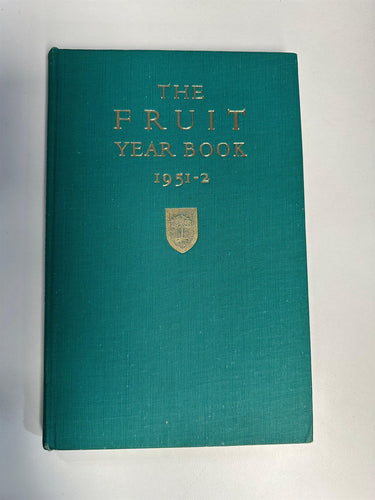 THE
FRUIT
YEAR BOOK
1951-2